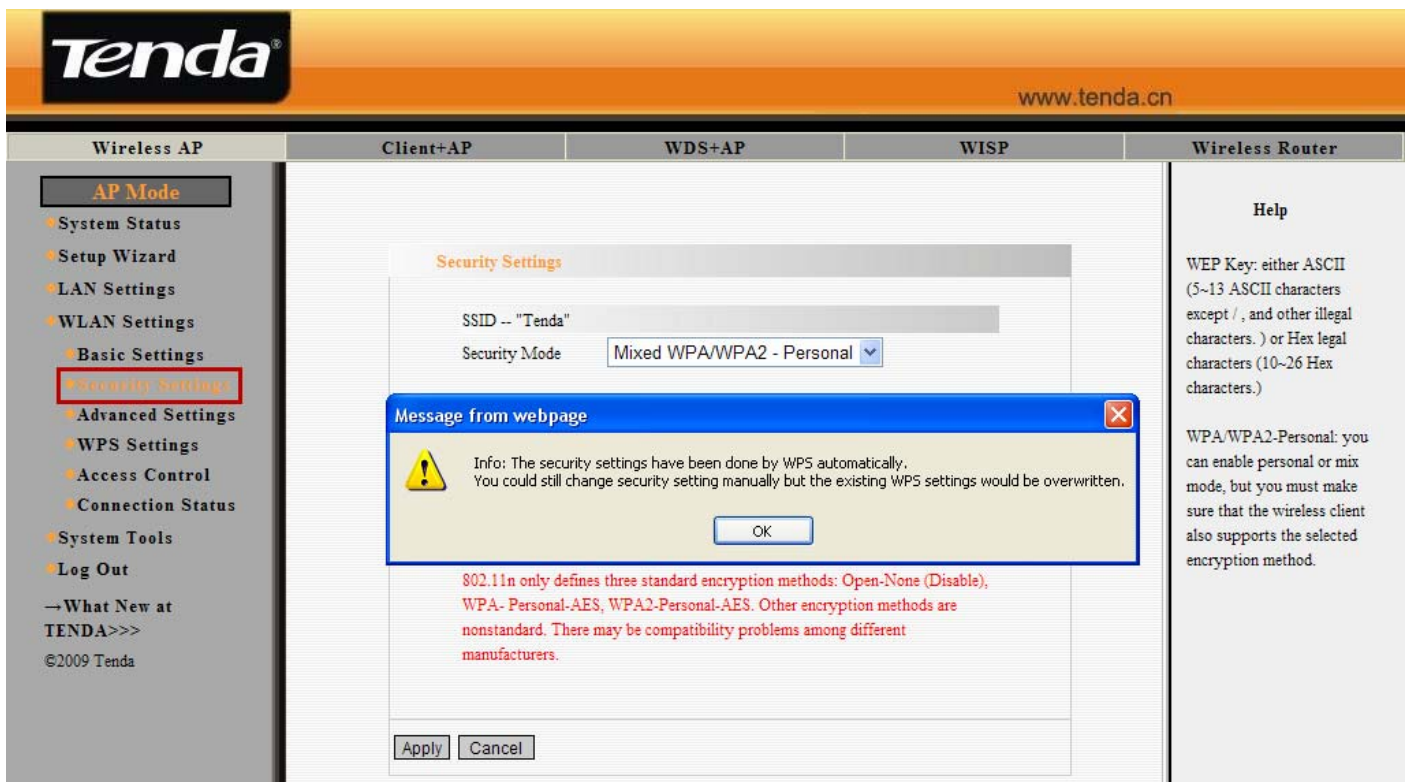 Tenda®
www.tenda.cn
Wireless AP
Client+AP
WDS+AP
WISP
Wireless Router
AP Mode
System Status
Setup Wizard
LAN Settings
WLAN Settings
Basic Settings
Security Settings
Advanced Settings
WPS Settings
Access Control
Connection Status
System Tools
Log Out
→What New at
TENDA>>>
©2009 Tenda
Security Settings
SSID -- "Tenda"
Security Mode
Mixed WPA/WPA2 - Personal
Message from webpage
Info: The security settings have been done by WPS automatically.
You could still change security setting manually but the existing WPS settings would be overwritten.
OK
802.11n only defines three standard encryption methods: Open-None (Disable),
WPA- Personal-AES, WPA2-Personal-AES. Other encryption methods are
nonstandard. There may be compatibility problems among different
manufacturers.
Apply
Cancel
Help
WEP Key: either ASCII
(5~13 ASCII characters
except / , and other illegal
characters. ) or Hex legal
characters (10~26 Hex
characters.)
WPA/WPA2-Personal: you
can enable personal or mix
mode, but you must make
sure that the wireless client
also supports the selected
encryption method.